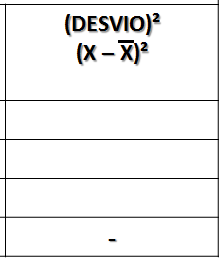 (DESVIO)²
(X – X̅)²
-